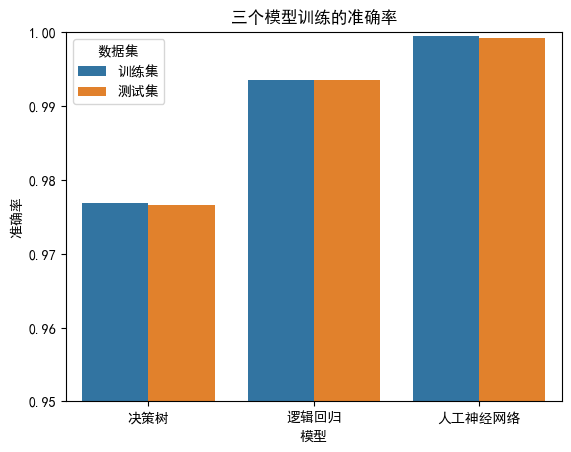 三个模型训练的准确率
数据集
训练集
测试集
准确率
1.00
0.99
0.98
0.97
0.96
0.95
决策树
逻辑回归
人工神经网络
模型